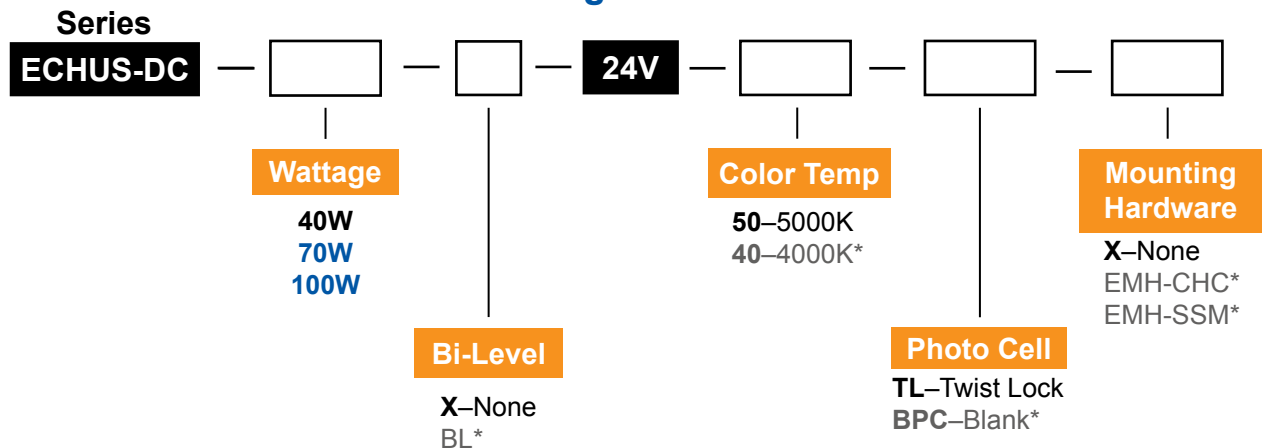 Series
ECHUS-DC — — — 24V — — —
Wattage
40W
70W
100W
Bi-Level
X–None
BL*
Color Temp
50–5000K
40–4000K*
Photo Cell
TL–Twist Lock
BPC–Blank*
Mounting
Hardware
X–None
EMH-CHC*
EMH-SSM*